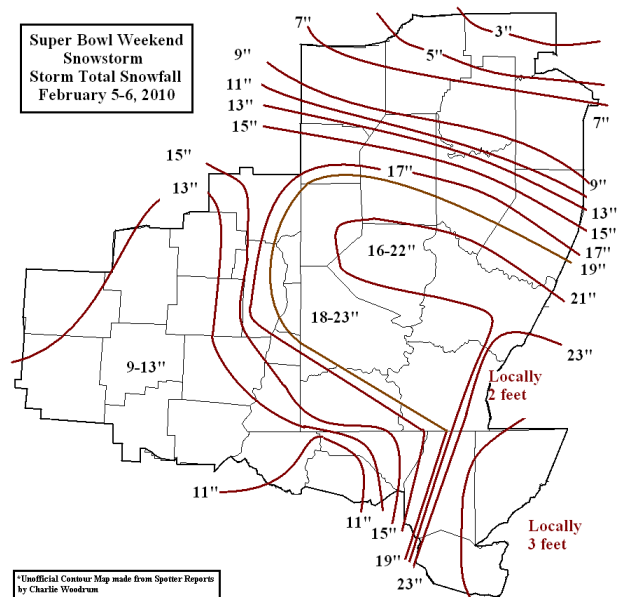 Super Bowl Weekend
Snowstorm
Storm Total Snowfall
February 5-6, 2010
3"
7"
5"
9"
11"
13"
15"
7"
15"
13"
17"
9"
13"
15"
17"
19"
16-22"
21"
18-23"
23"
9-13"
Locally
2 feet
11"
11"
15"
Locally
3 feet
19"
23"
*Unofficial Contour Map made from Spotter Reports
by Charlie Woodrum